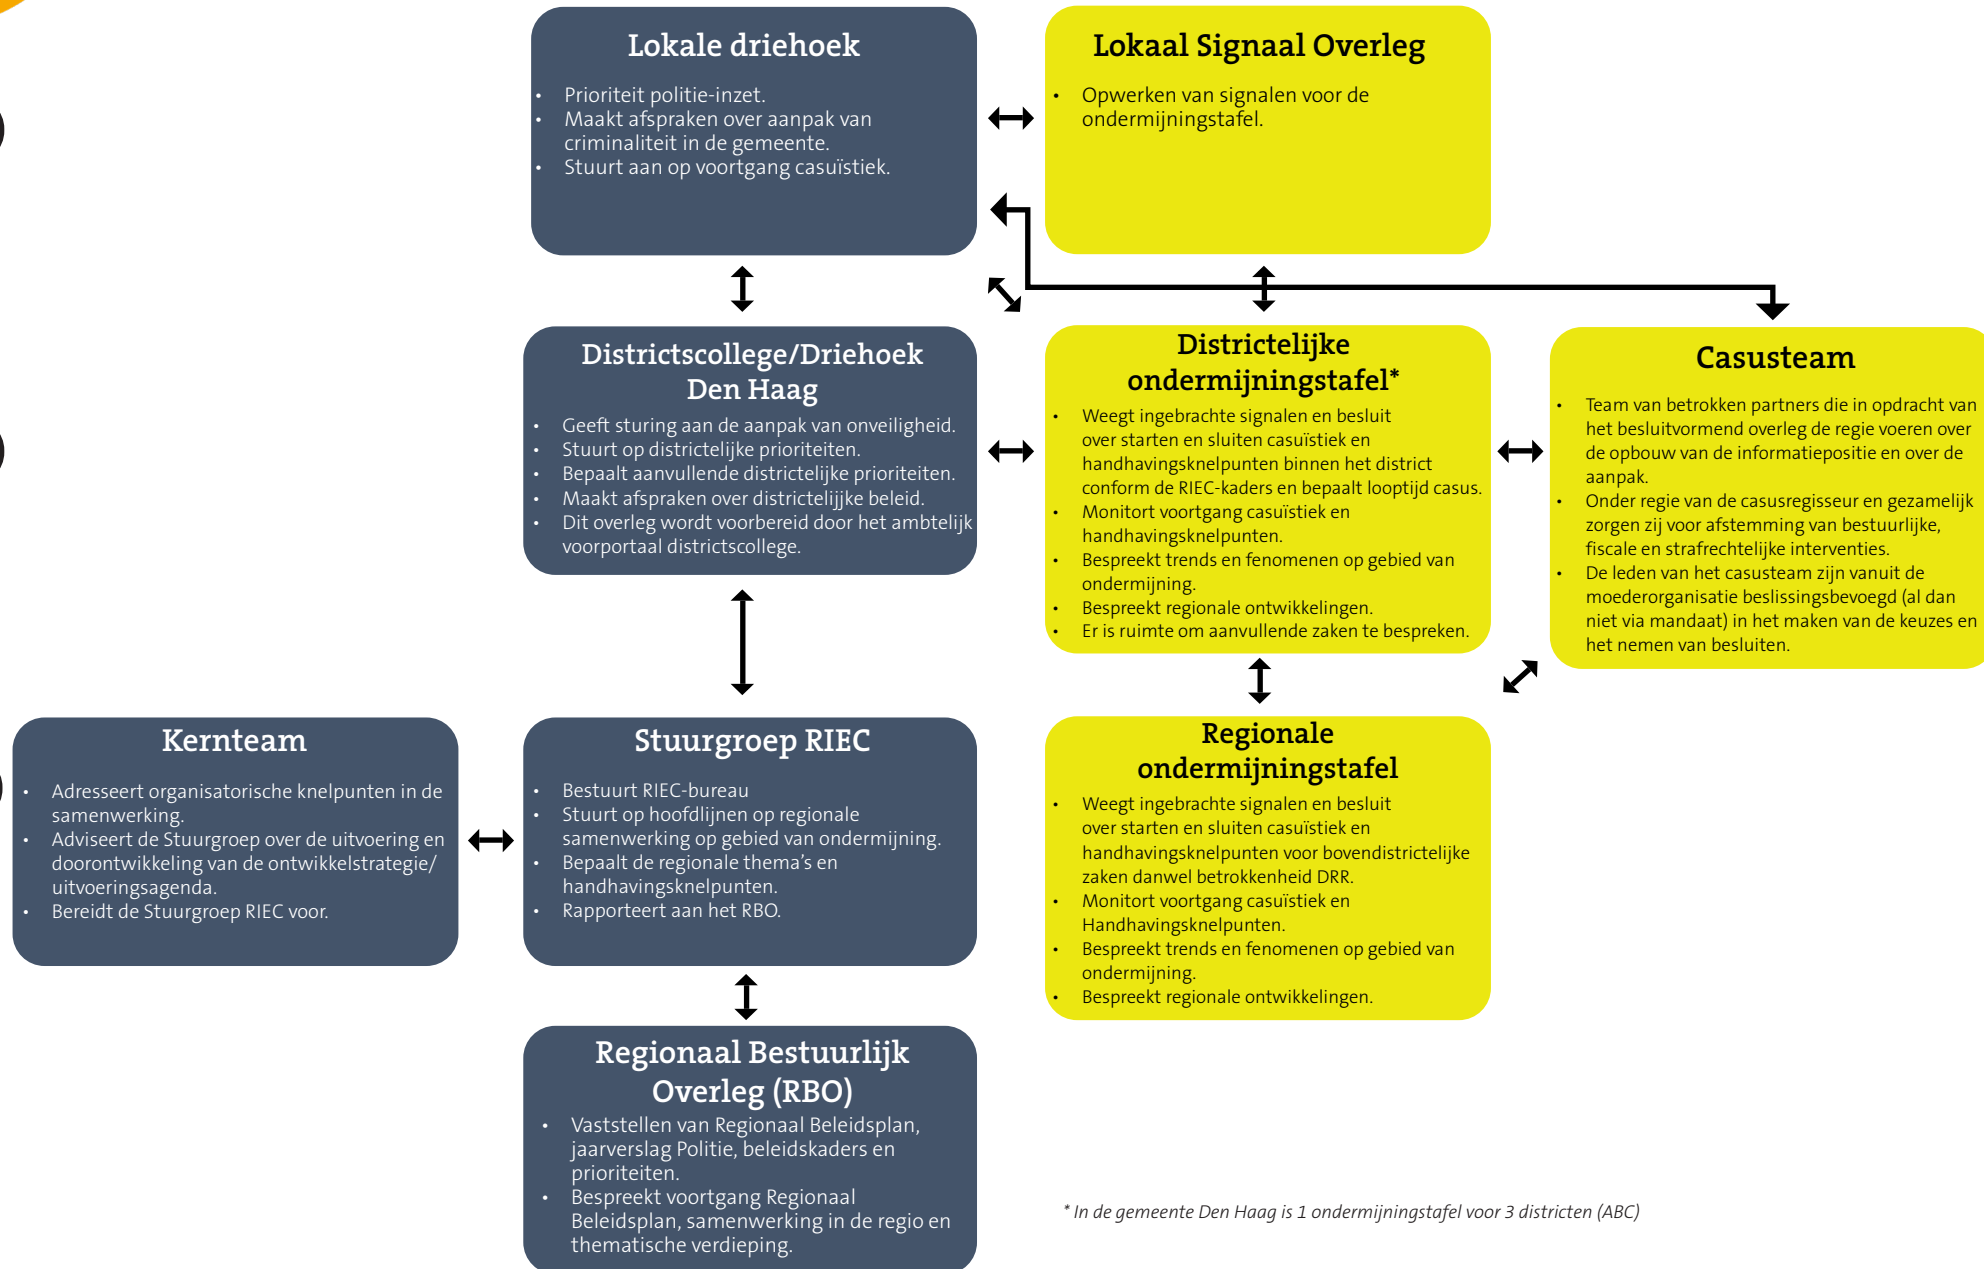 Lokale driehoek
• Prioriteit politie-inzet.
• Maakt afspraken over aanpak van
criminaliteit in de gemeente.
• Stuurt aan op voortgang casuïstiek.
Lokaal Signaal Overleg
• Opwerken van signalen voor de
ondermijningstafel.
Districtscollege/Driehoek
Den Haag
• Geeft sturing aan de aanpak van onveiligheid.
• Stuurt op districtelijke prioriteiten.
• Bepaalt aanvullende districtelijke prioriteiten.
• Maakt afspraken over districtelijjke beleid.
• Dit overleg wordt voorbereid door het ambtelijk
voorportaal districtscollege.
Districtelijke
ondermijningstafel*
• Weegt ingebrachte signalen en besluit
over starten en sluiten casuïstiek en
handhavingsknelpunten binnen het district
conform de RIEC-kaders en bepaalt looptijd casus.
• Monitort voortgang casuïstiek en
handhavingsknelpunten.
• Bespreekt trends en fenomenen op gebied van
ondermijning.
• Bespreekt regionale ontwikkelingen.
• Er is ruimte om aanvullende zaken te bespreken.
Casusteam
• Team van betrokken partners die in opdracht van
het besluitvormend overleg de regie voeren over
de opbouw van de informatiepositie en over de
aanpak.
• Onder regie van de casusregisseur en gezamelijk
zorgen zij voor afstemming van bestuurlijke,
fiscale en strafrechtelijke interventies.
• De leden van het casusteam zijn vanuit de
moederorganisatie beslissingsbevoegd (al dan
niet via mandaat) in het maken van de keuzes en
het nemen van besluiten.
Kernteam
• Adresseert organisatorische knelpunten in de
samenwerking.
• Adviseert de Stuurgroep over de uitvoering en
doorontwikkeling van de ontwikkelstrategie/
uitvoeringsagenda.
• Bereidt de Stuurgroep RIEC voor.
Stuurgroep RIEC
• Bestuurt RIEC-bureau
• Stuurt op hoofdlijnen op regionale
samenwerking op gebied van ondermijning.
• Bepaalt de regionale thema's en
handhavingsknelpunten.
• Rapporteert aan het RBO.
Regionale
ondermijningstafel
• Weegt ingebrachte signalen en besluit
over starten en sluiten casuïstiek en
handhavingsknelpunten voor bovendistrictelijke
zaken danwel betrokkenheid DRR.
• Monitort voortgang casuïstiek en
Handhavingsknelpunten.
• Bespreekt trends en fenomenen op gebied van
ondermijning.
• Bespreekt regionale ontwikkelingen.
Regionaal Bestuurlijk
Overleg (RBO)
• Vaststellen van Regionaal Beleidsplan,
jaarverslag Politie, beleidskaders en
prioriteiten.
• Bespreekt voortgang Regionaal
Beleidsplan, samenwerking in de regio en
thematische verdieping.
* In de gemeente Den Haag is 1 ondermijningstafel voor 3 districten (ABC)